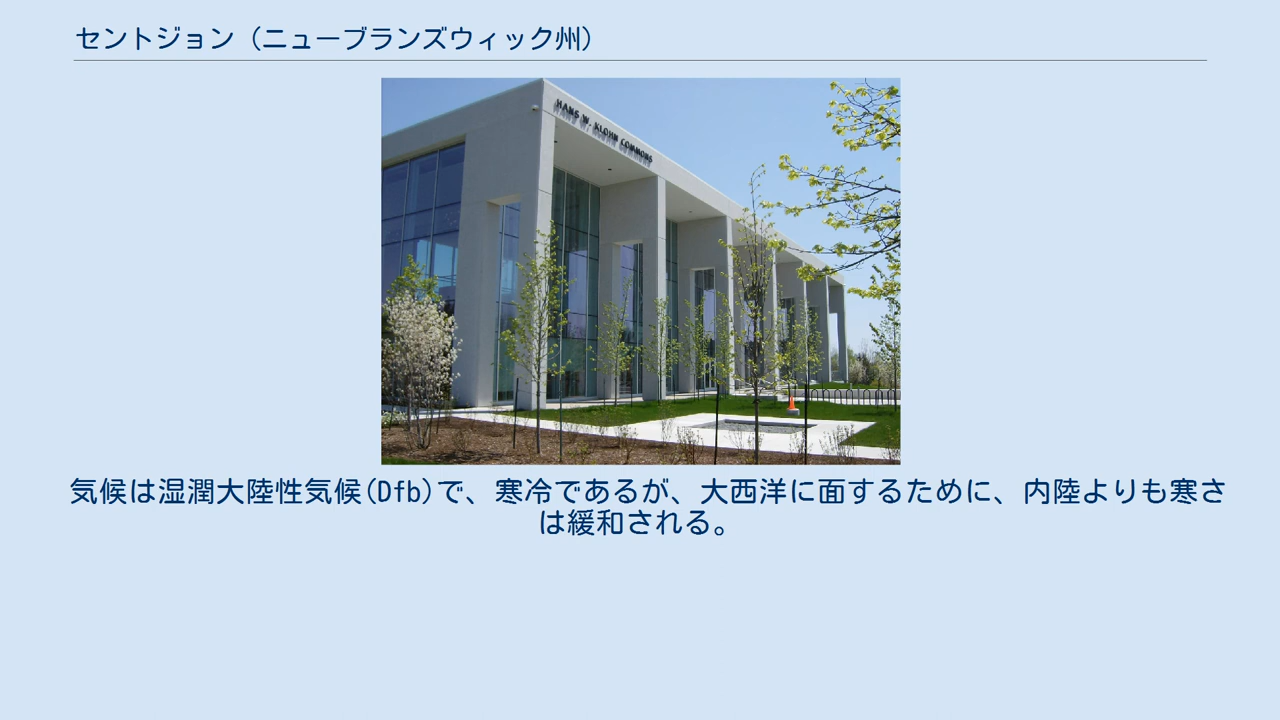 セントジョン（ニューブランズウィック州）
HANS W. KLOHN COMMONS
気候は湿潤大陸性気候(Dfb)で、寒冷であるが、大西洋に面するために、内陸よりも寒さ
は緩和される。